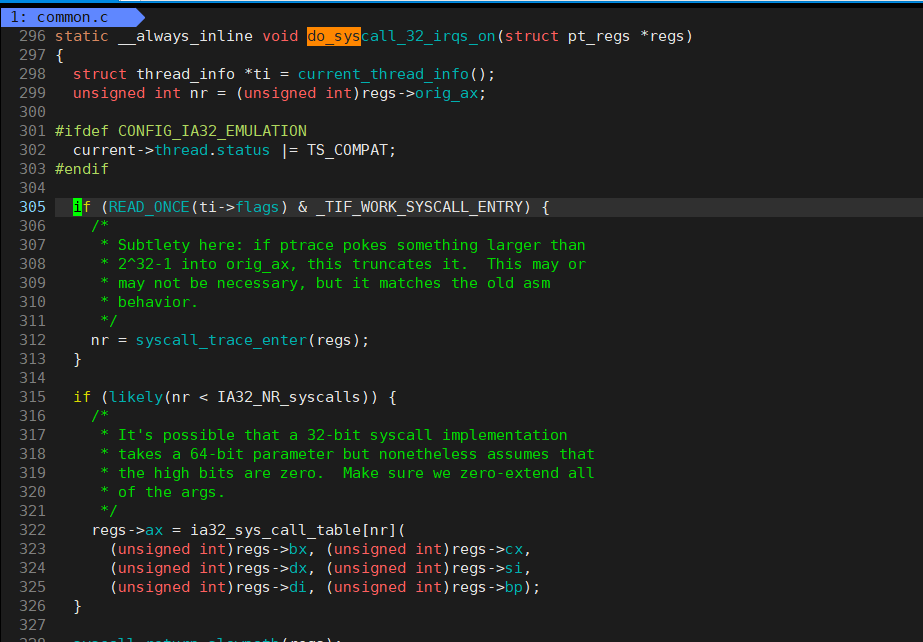 1: common.c
296 static __always_inline void do_syscall_32_irqs_on(struct pt_regs *regs)
297 {
298   struct thread_info *ti = current_thread_info();
299   unsigned int nr = (unsigned int)regs->orig_ax;
300
301 #ifdef CONFIG_IA32_EMULATION
302   current->thread.status |= TS_COMPAT;
303 #endif
304
305   if (READ_ONCE(ti->flags) & _TIF_WORK_SYSCALL_ENTRY) {
306     /*
307      * Subtlety here: if ptrace pokes something larger than
308      * 2^32-1 into orig_ax, this truncates it.  This may or
309      * may not be necessary, but it matches the old asm
310      * behavior.
311      */
312     nr = syscall_trace_enter(regs);
313   }
314
315   if (likely(nr < IA32_NR_syscalls)) {
316     /*
317      * It's possible that a 32-bit syscall implementation
318      * takes a 64-bit parameter but nonetheless assumes that
319      * the high bits are zero.  Make sure we zero-extend all
320      * of the args.
321      */
322     regs->ax = ia32_sys_call_table[nr](
323       (unsigned int)regs->bx, (unsigned int)regs->cx,
324       (unsigned int)regs->dx, (unsigned int)regs->si,
325       (unsigned int)regs->di, (unsigned int)regs->bp);
326   }
327
328   syscall_return_slowpath(regs);